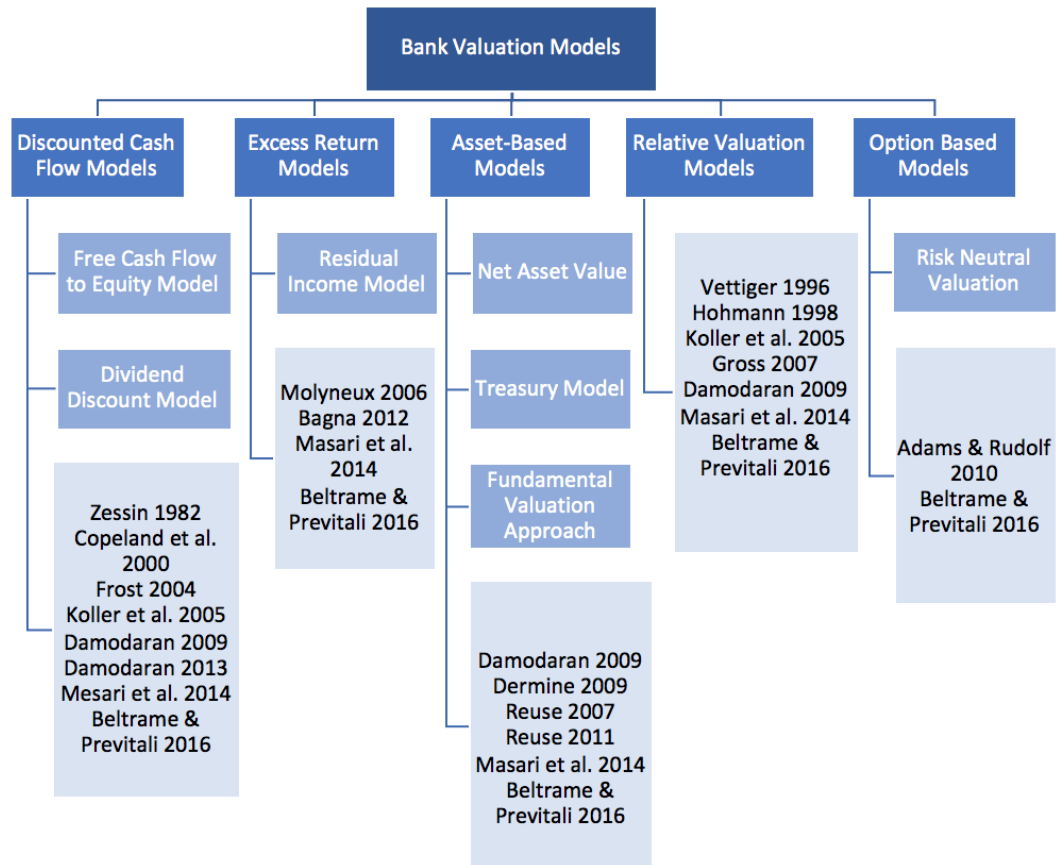 Bank Valuation Models
Discounted Cash
Flow Models
Free Cash Flow
to Equity Model
Dividend
Discount Model
Zessin 1982
Copeland et al.
2000
Frost 2004
Koller et al. 2005
Damodaran 2009
Damodaran 2013
Mesari et al. 2014
Beltrame &
Previtali 2016
Excess Return
Models
Residual
Income Model
Molyneux 2006
Bagna 2012
Masari et al.
2014
Beltrame &
Previtali 2016
Asset-Based
Models
Net Asset Value
Treasury Model
Fundamental
Valuation
Approach
Damodaran 2009
Dermine 2009
Reuse 2007
Reuse 2011
Masari et al. 2014
Beltrame &
Previtali 2016
Relative Valuation
Models
Vettiger 1996
Hohmann 1998
Koller et al. 2005
Gross 2007
Damodaran 2009
Masari et al. 2014
Beltrame &
Previtali 2016
Option Based
Models
Risk Neutral
Valuation
Adams & Rudolf
2010
Beltrame &
Previtali 2016